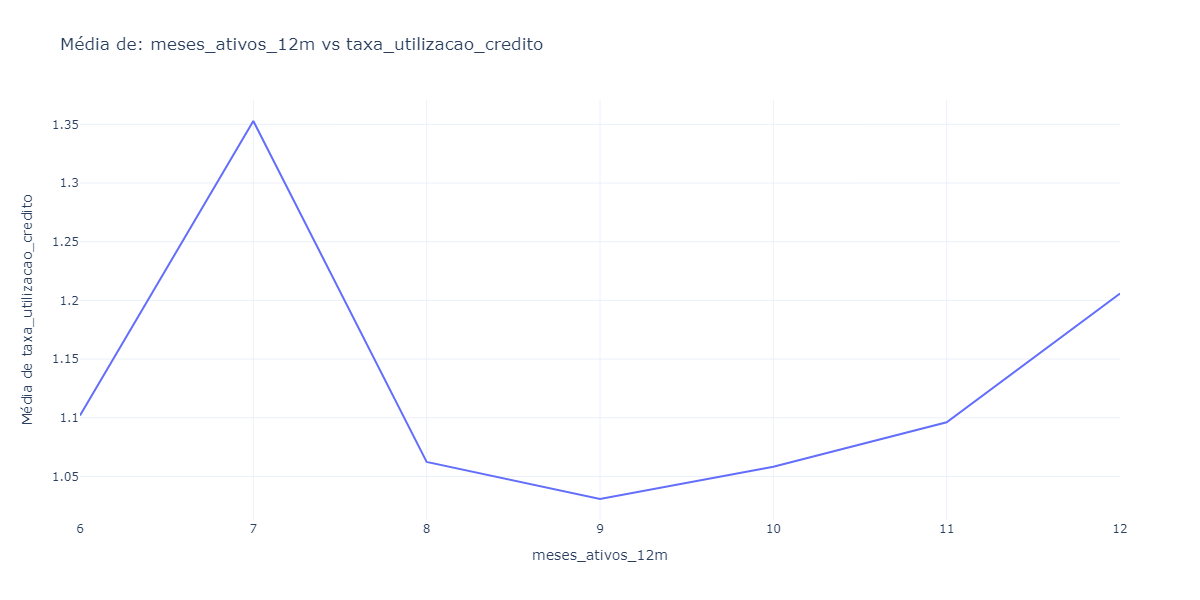 Média de: meses_ativos_12m vs taxa_utilizacao_credito
Média de taxa_utilizacao_credito
1.35
1.3
1.25
1.2
1.15
1.1
1.05
6 7 8 9 10 11 12
meses_ativos_12m